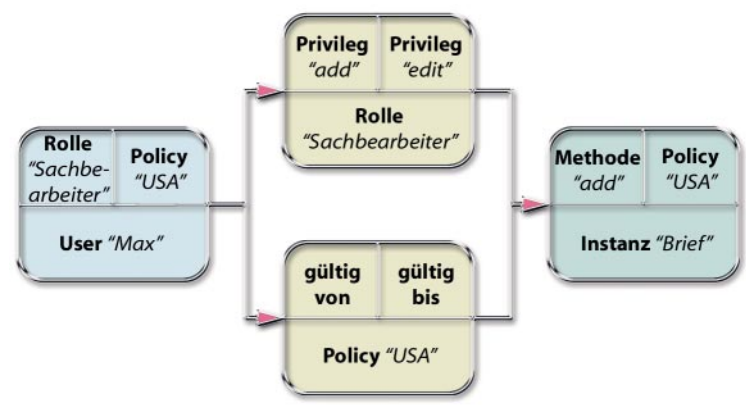 Rolle
“Sachbe-
arbeiter”
Policy
“USA”
User “Max”
Privileg
“add”
Privileg
“edit”
Rolle
“Sachbearbeiter”
gültig
von
gültig
bis
Policy “USA”
Methode
“add”
Policy
“USA”
Instanz “Brief”